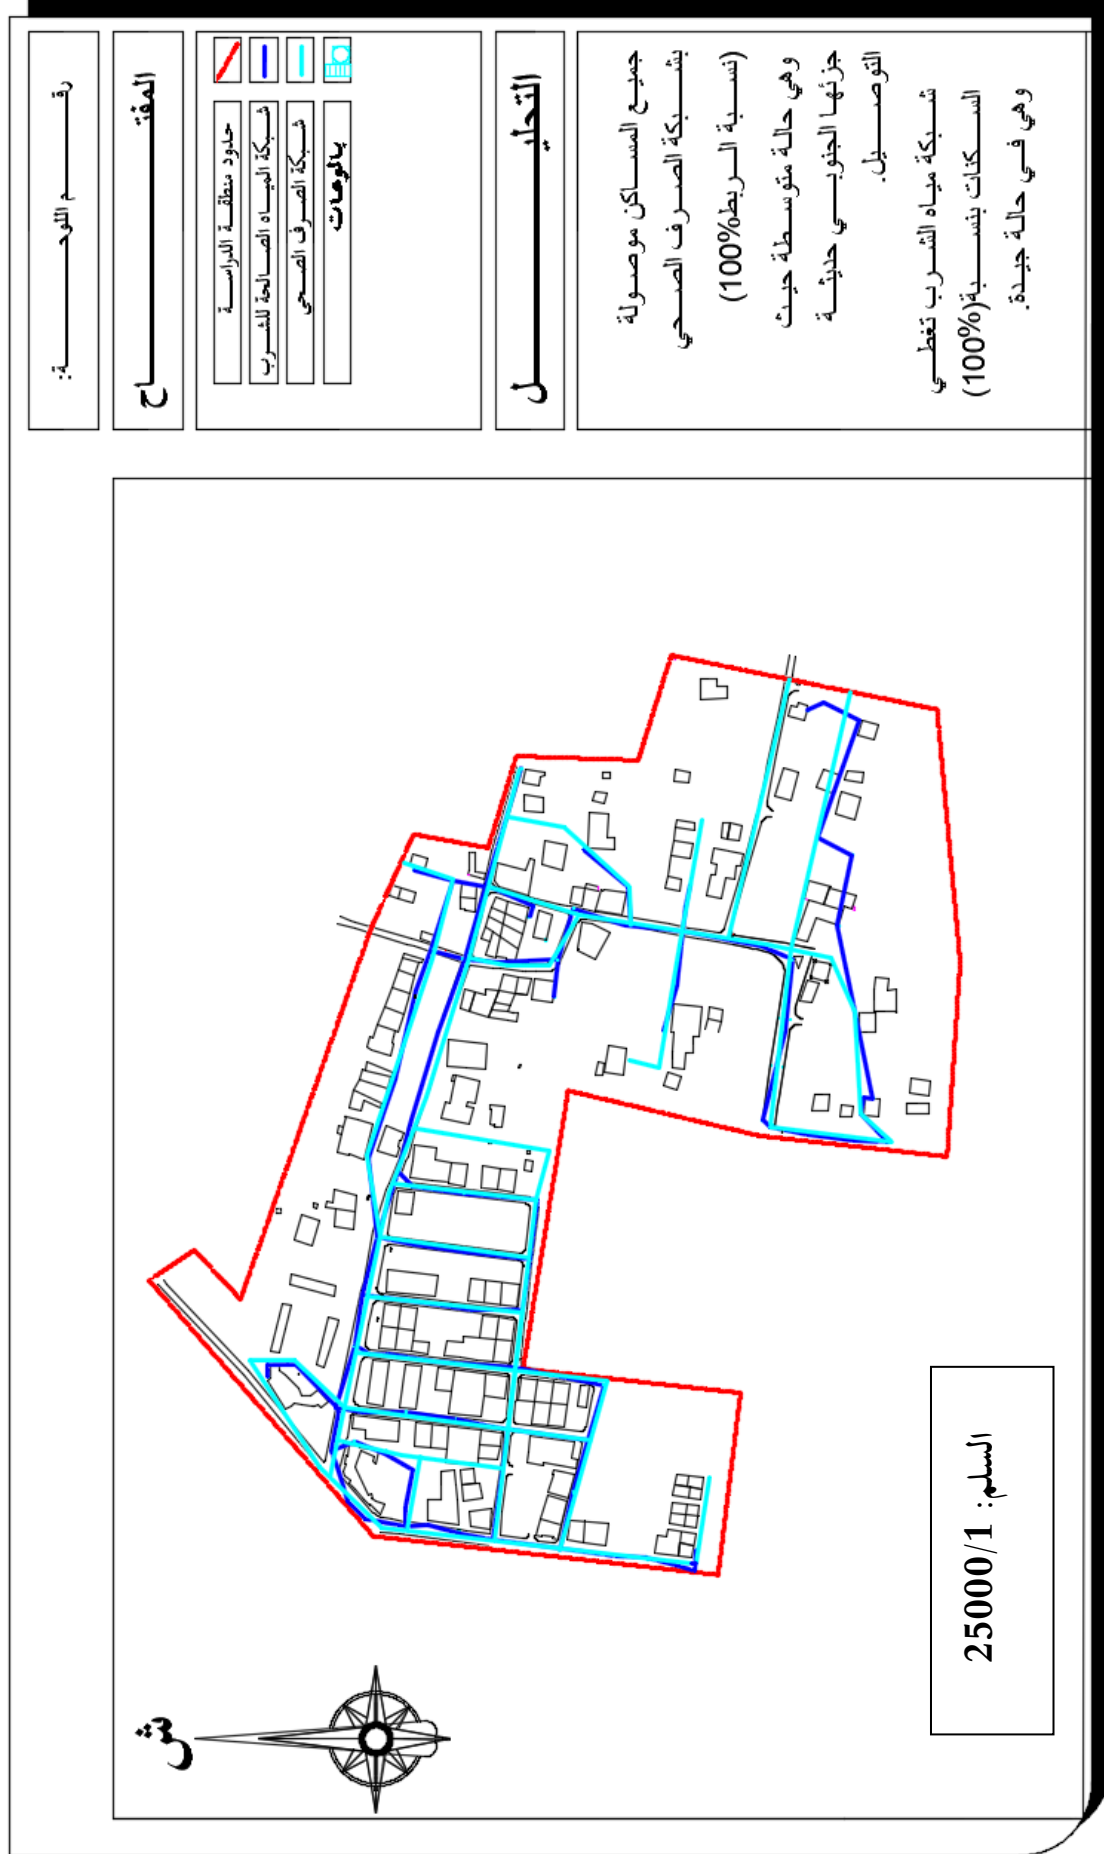 رقم اللوحة:
المفتاح
حدود منطقة الدراسة
شبكة المياه الصالحة للشرب
شبكة الصرف الصحي
بالوعات
التحليل
جميع المساكن موصولة
بشبكة الصرف الصحي
(نسبة الربط100%)
وهي حالة متوسطة حيث
جزئها الجنوبي حديثة
التوصيل.
شبكة مياه الشرب تغطي
السكنات بنسبة(100%)
وهي في حالة جيدة.
ش
السلم: 25000/1